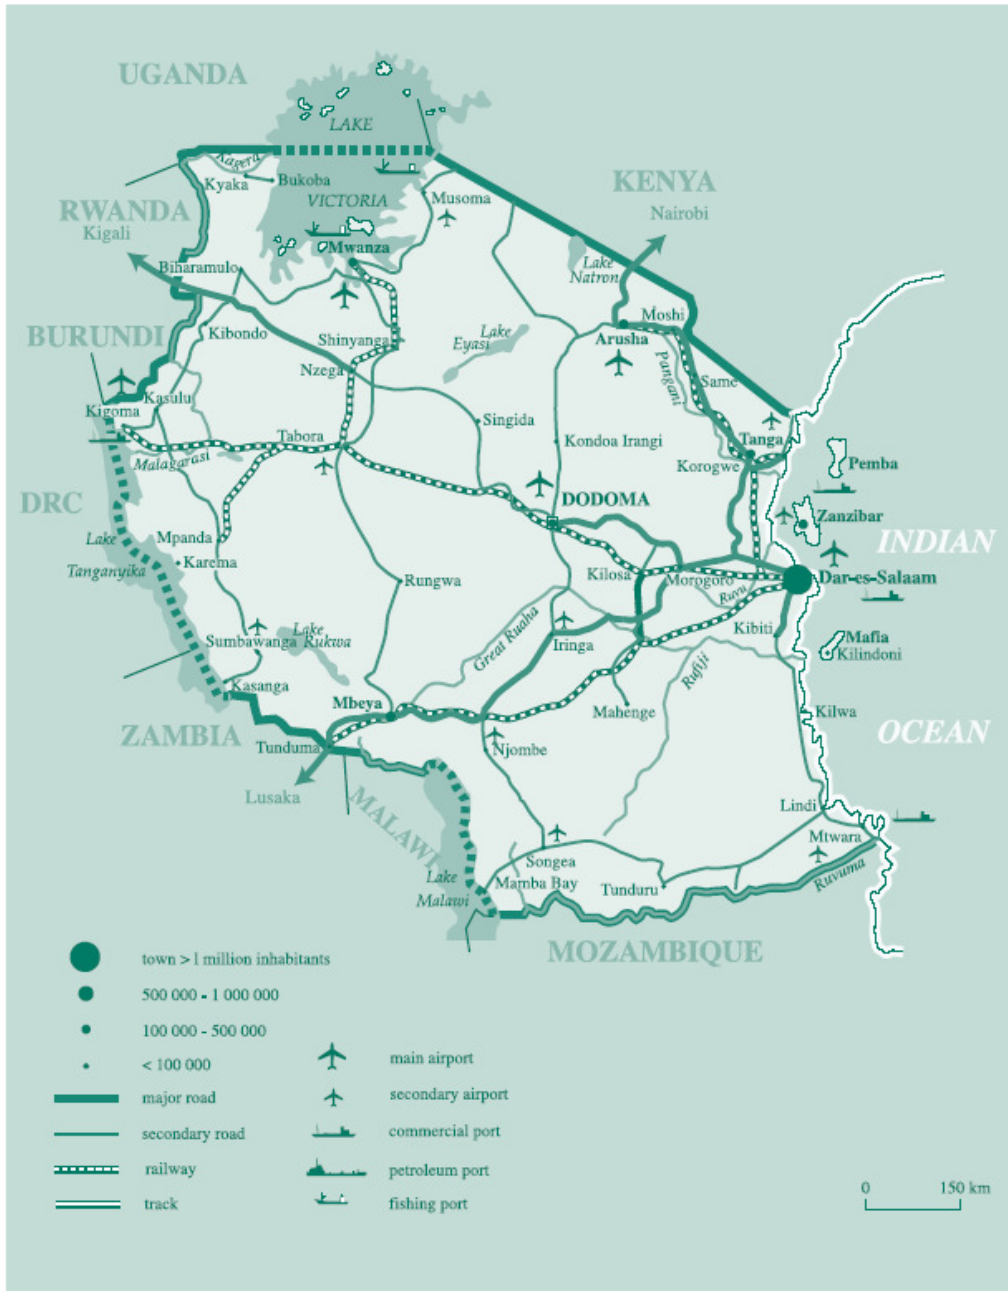 UGANDA
LAKE
Kagera
Kyaka
Bukoba
VICTORIA
Musoma
KENYA
Nairobi
RWANDA
Kigali
Mwanza
Biharamulo
Lake
Natron
BURUNDI
Kibondo
Shinyanga
Lake
Eyasi
Moshi
Arusha
Nzega
Pangani
Same
Kigoma
Kasulu
Singida
Tabora
Kondoa Irangi
Tanga
Malagarasi
Korogwe
Pemba
DRC
DODOMA
Zanzibar
INDIAN
Lake
Tanganyika
Mpanda
Karema
Rungwa
Kilosa
Morogoro
Ruvu
Dar-es-Salaam
Sumbawanga
Lake
Rukwa
Great Ruaha
Iringa
Kibiti
Mafia
Kilindoni
Rufiji
Kasanga
Mbeya
Mahenge
Kilwa
ZAMBIA
Tunduma
Njombe
OCEAN
Lusaka
MALAWI
Lindi
Mtwara
Songea
Lake
Malawi
Mamba Bay
Tunduru
Ruvuma
MOZAMBIQUE
town > 1 million inhabitants
500 000 - 1 000 000
100 000 - 500 000
< 100 000
major road
secondary road
railway
track
main airport
secondary airport
commercial port
petroleum port
fishing port
0 150 km